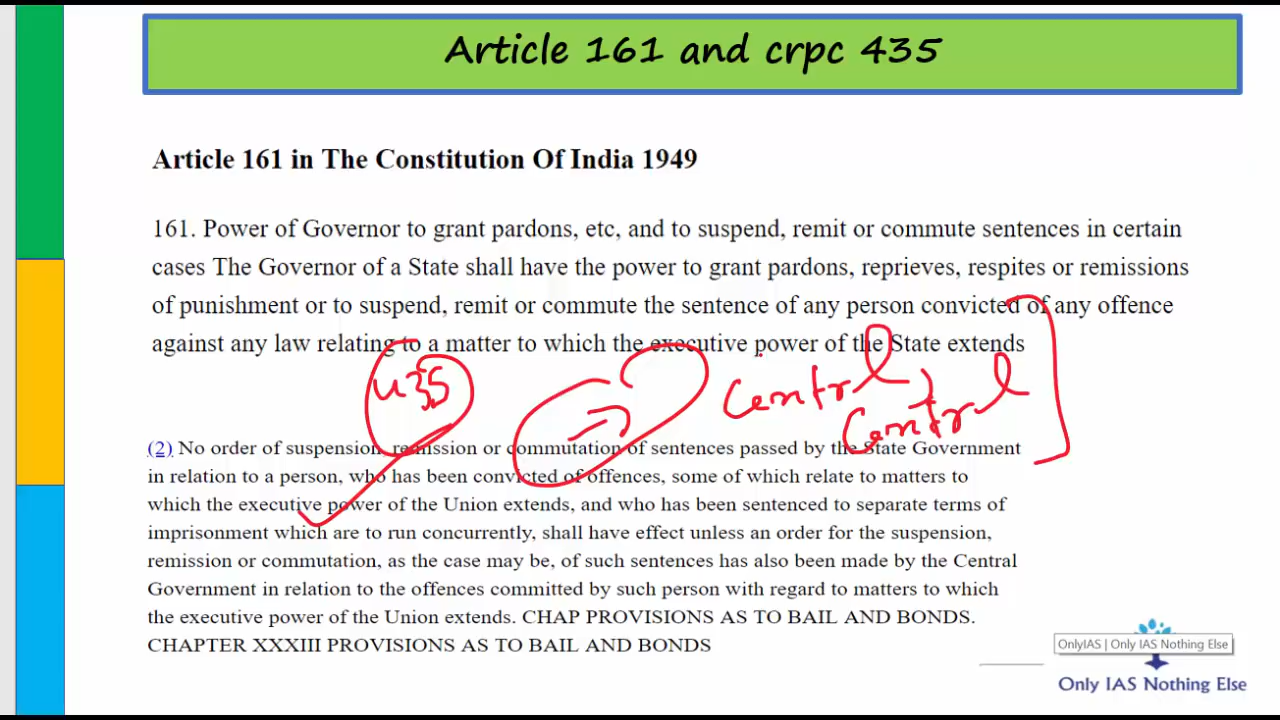 Article 161 and crpc 435
Article 161 in The Constitution Of India 1949
161. Power of Governor to grant pardons, etc, and to suspend, remit or commute sentences in certain
cases The Governor of a State shall have the power to grant pardons, reprieves, respites or remissions
of punishment or to suspend, remit or commute the sentence of any person convicted of any offence
against any law relating to a matter to which the executive power of the State extends
435
Central
Central
(2) No order of suspension, remission or commutation of sentences passed by the State Government
in relation to a person, who has been convicted of offences, some of which relate to matters to
which the executive power of the Union extends, and who has been sentenced to separate terms of
imprisonment which are to run concurrently, shall have effect unless an order for the suspension,
remission or commutation, as the case may be, of such sentences has also been made by the Central
Government in relation to the offences committed by such person with regard to matters to which
the executive power of the Union extends. CHAP PROVISIONS AS TO BAIL AND BONDS.
CHAPTER XXXIII PROVISIONS AS TO BAIL AND BONDS
OnlyIAS | Only IAS Nothing Else
Only IAS Nothing Else